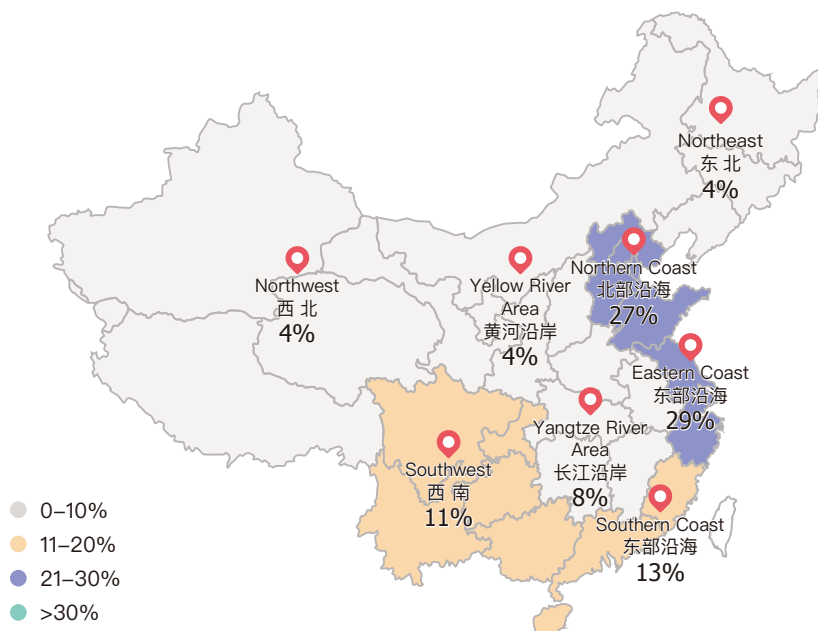 Northeast
东 北
4%
Northwest
西 北
4%
Yellow River
Area
黄河沿岸
4%
Northern Coast
北部沿海
27%
Eastern Coast
东部沿海
29%
Yangtze River
Area
长江沿岸
8%
Southwest
西 南
11%
Southern Coast
东部沿海
13%
0–10%
11–20%
21–30%
>30%